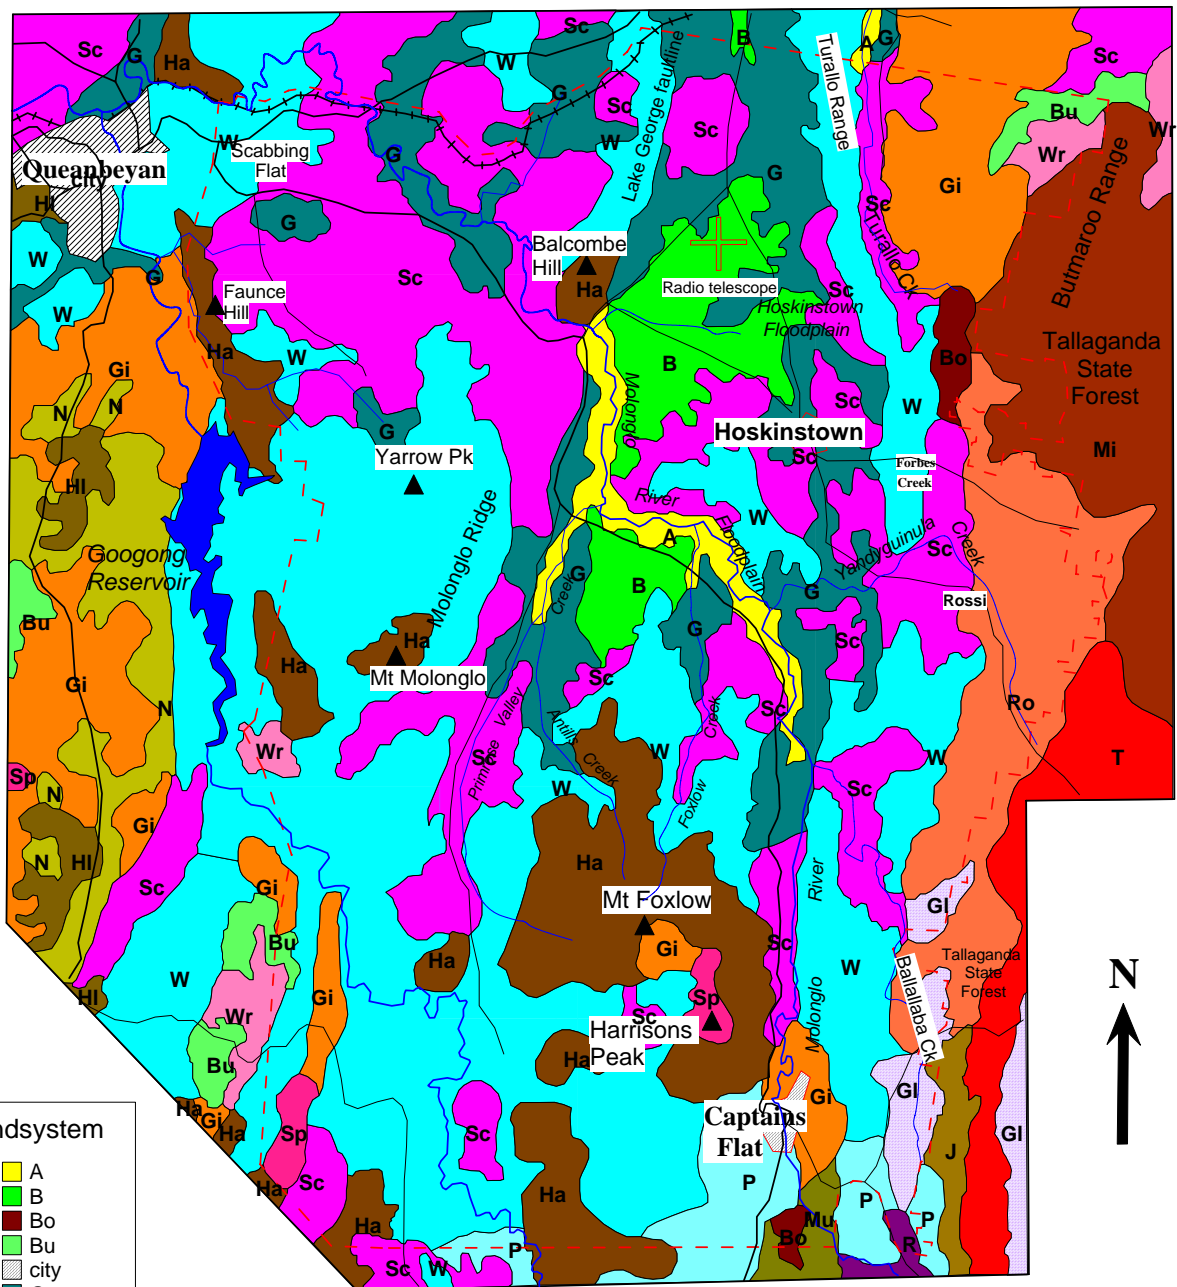 Sc
G
Ha
Sc
W
B
A
G
Sc
Turallo Range
Lake George faultline
G
Sc
Sc
Bu
Wr
Wr
W
Scabbing
Flat
G
W
G
Gi
Queanbeyan
city
Hl
G
Sc
Turallo Ck
Butmaroo Range
W
G
Sc
Balcombe
Hill
Ha
Radio telescope
Sc
Hoskinstown
Floodplain
Faunce
Hill
W
Ha
W
Gi
N
N
B
Molonglo
Sc
W
Bo
Tallaganda
State
Forest
Mi
G
Hoskinstown
Sc
Forbes
Creek
Yarrow Pk
Hl
River
Floodplain
W
A
Googong
Reservoir
Molonglo Ridge
Yandyguinula
Creek
Sc
G
Creek
B
G
Rossi
Bu
Ha
Ha
Mt Molonglo
G
Sc
Gi
Sc
Sc
Ro
N
Primrose Valley
Sc
Antills
Creek
Creek
Foxlow
W
W
W
T
Wr
Sp
N
Gi
Sc
N
Hl
Ha
Sc
Gi
Mt Foxlow
River
Gl
Bu
Gi
Sc
Ha
W
W
Tallaganda
State
Forest
Ballallaba Ck
N
Hl
Gi
Wr
Sp
Sc
Harrisons
Peak
Molonglo
Ha
Bu
Gl
Gi
Captains
Flat
Ha
Gi
Ha
Sp
Sc
Gl
J
ndsystem
A
B
Bo
Bu
city
Ha
Sc
Ha
P
P
P
Ha
Mu
Bo
R
P
Sc
W